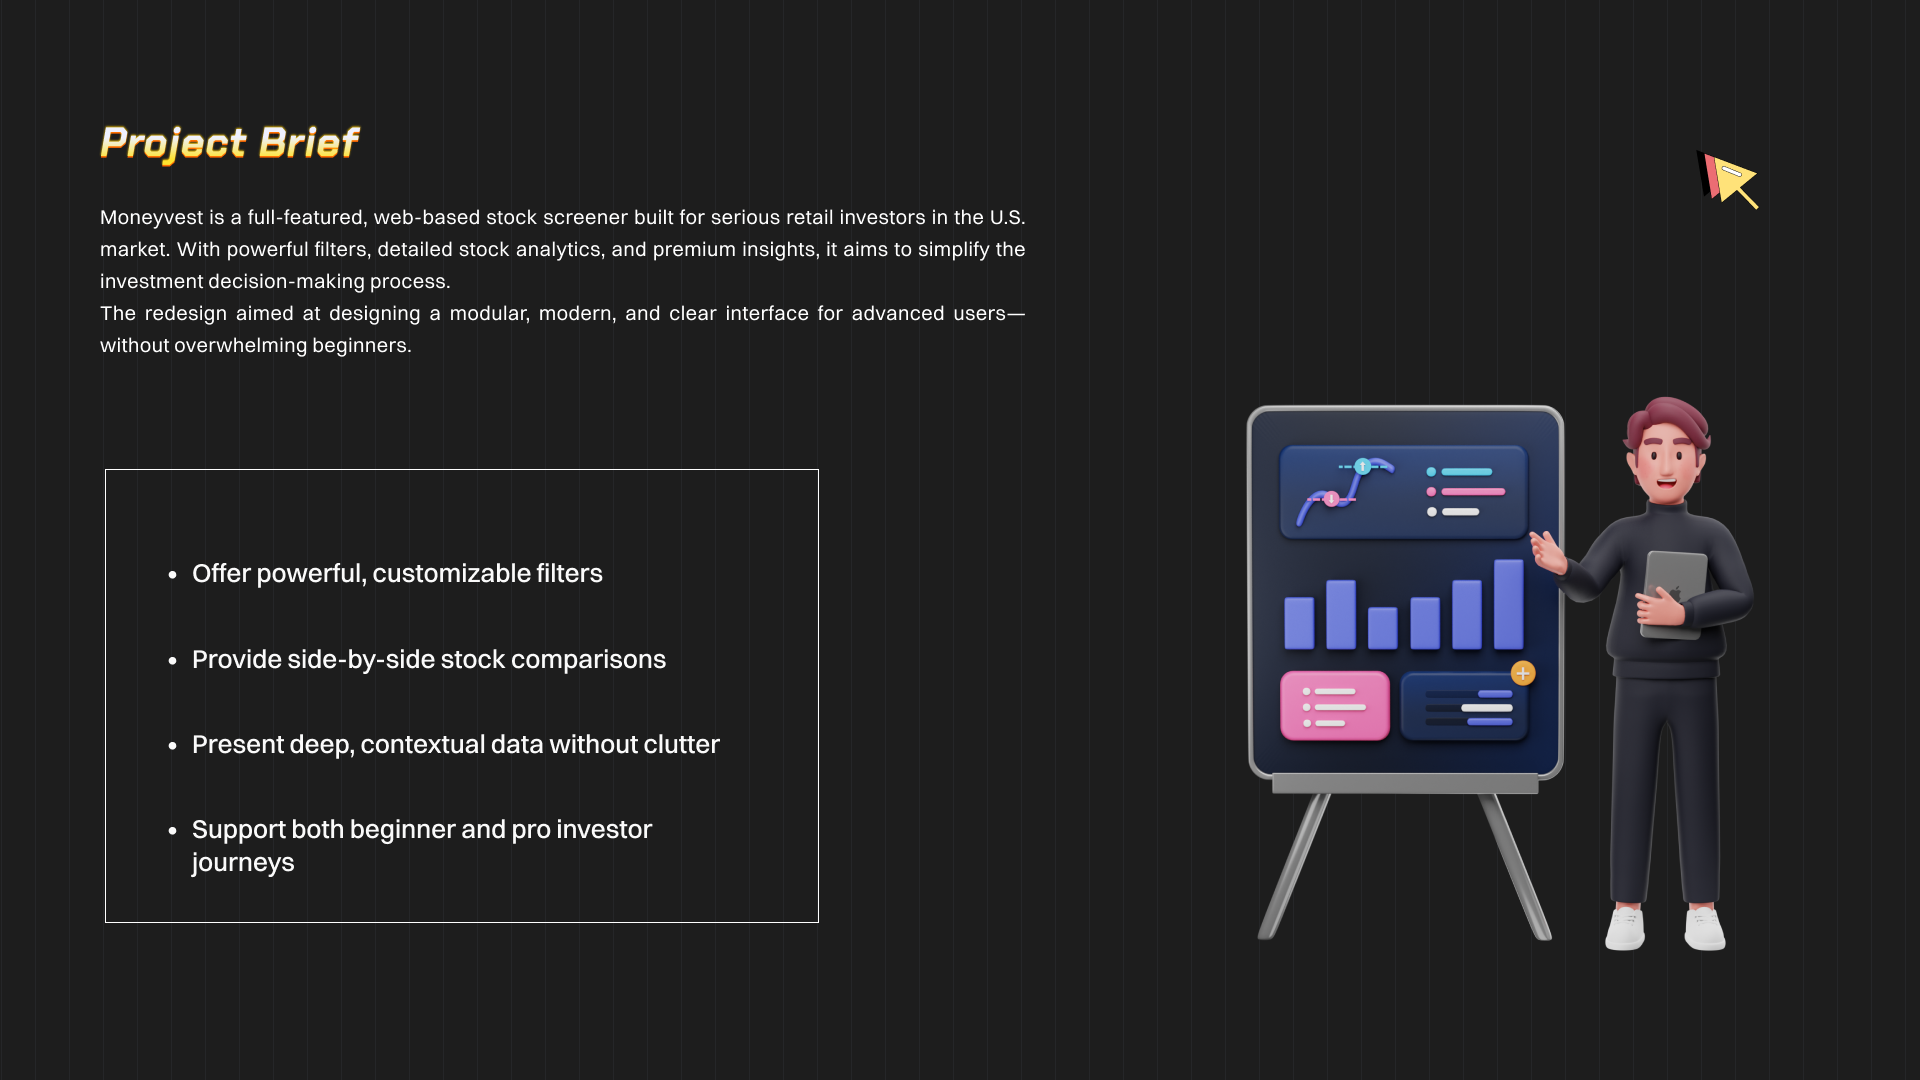 Project Brief
Moneyvest is a full-featured, web-based stock screener built for serious retail investors in the U.S.
market. With powerful filters, detailed stock analytics, and premium insights, it aims to simplify the
investment decision-making process.
The redesign aimed at designing a modular, modern, and clear interface for advanced users—
without overwhelming beginners.
• Offer powerful, customizable filters
• Provide side-by-side stock comparisons
• Present deep, contextual data without clutter
• Support both beginner and pro investor
journeys